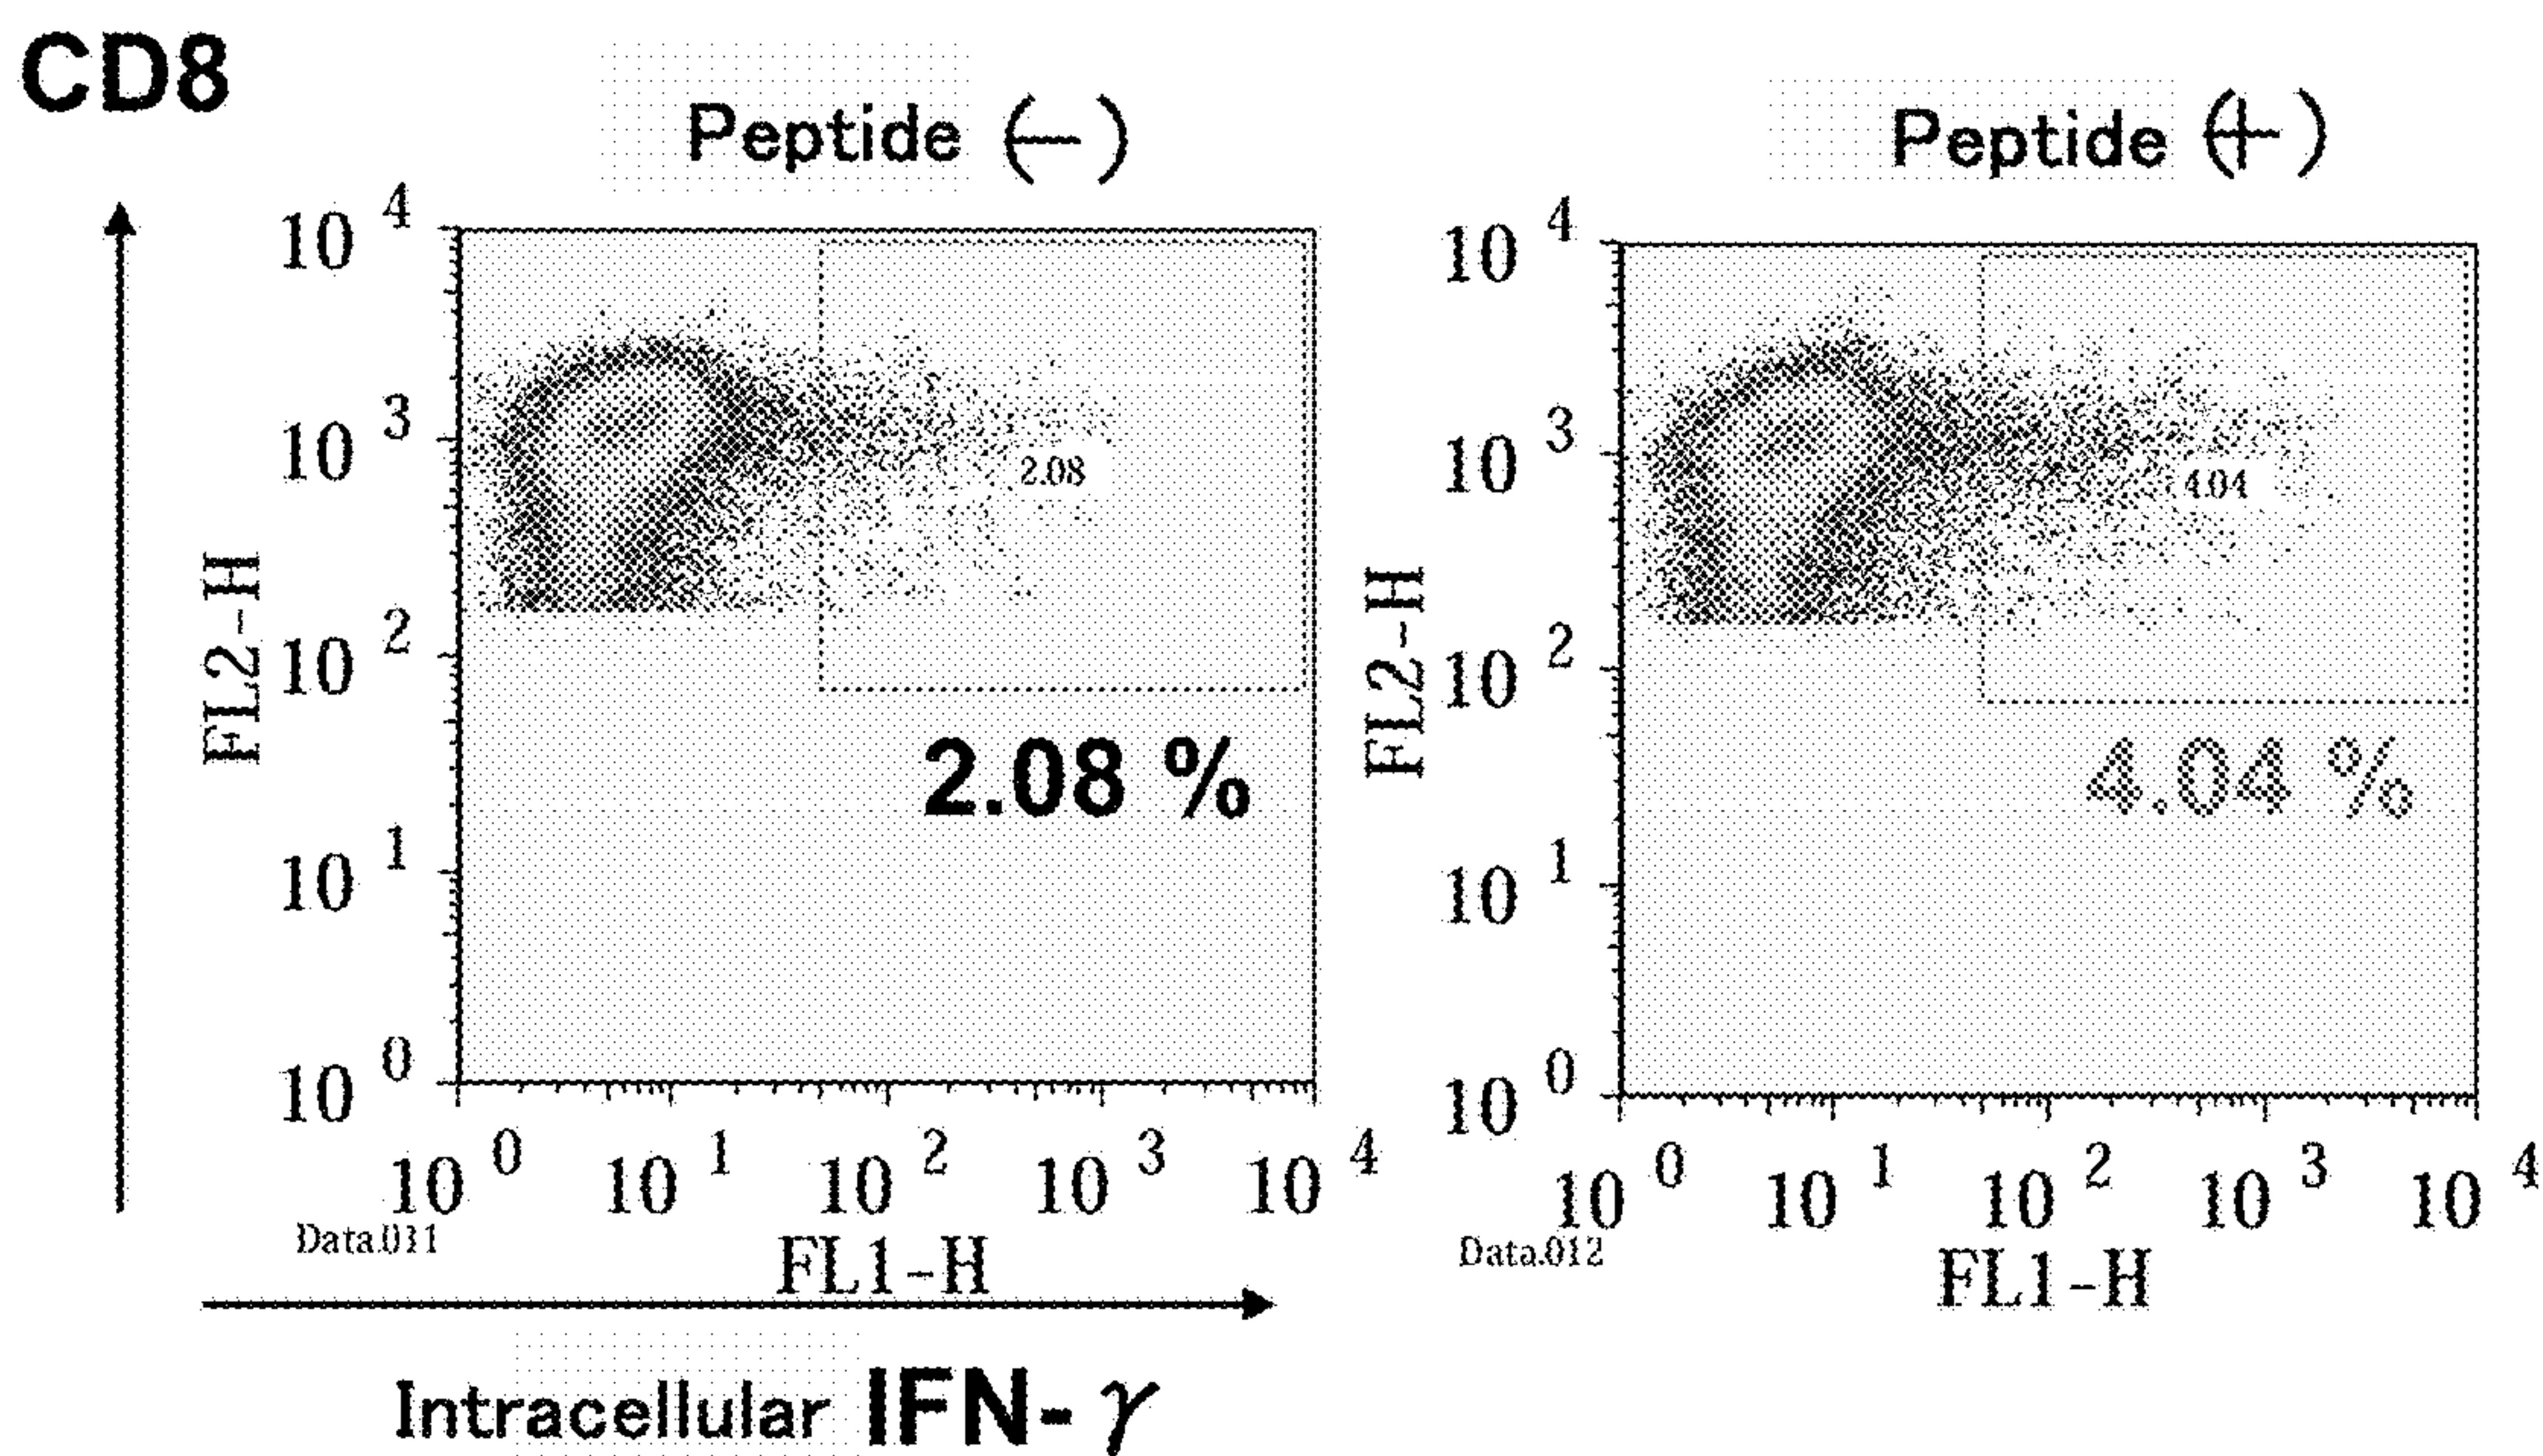 CD8
Peptide (−)
10 4
10 3
10 2
10 1
10 0
FL2-H
2.08
2.08 %
10 0 10 1 10 2 10 3 10 4
Data.011
FL1-H
Intracellular IFN-γ
Peptide (+)
10 4
10 3
10 2
10 1
10 0
FL2-H
4.04
4.04 %
10 0 10 1 10 2 10 3 10 4
Data.012
FL1-H